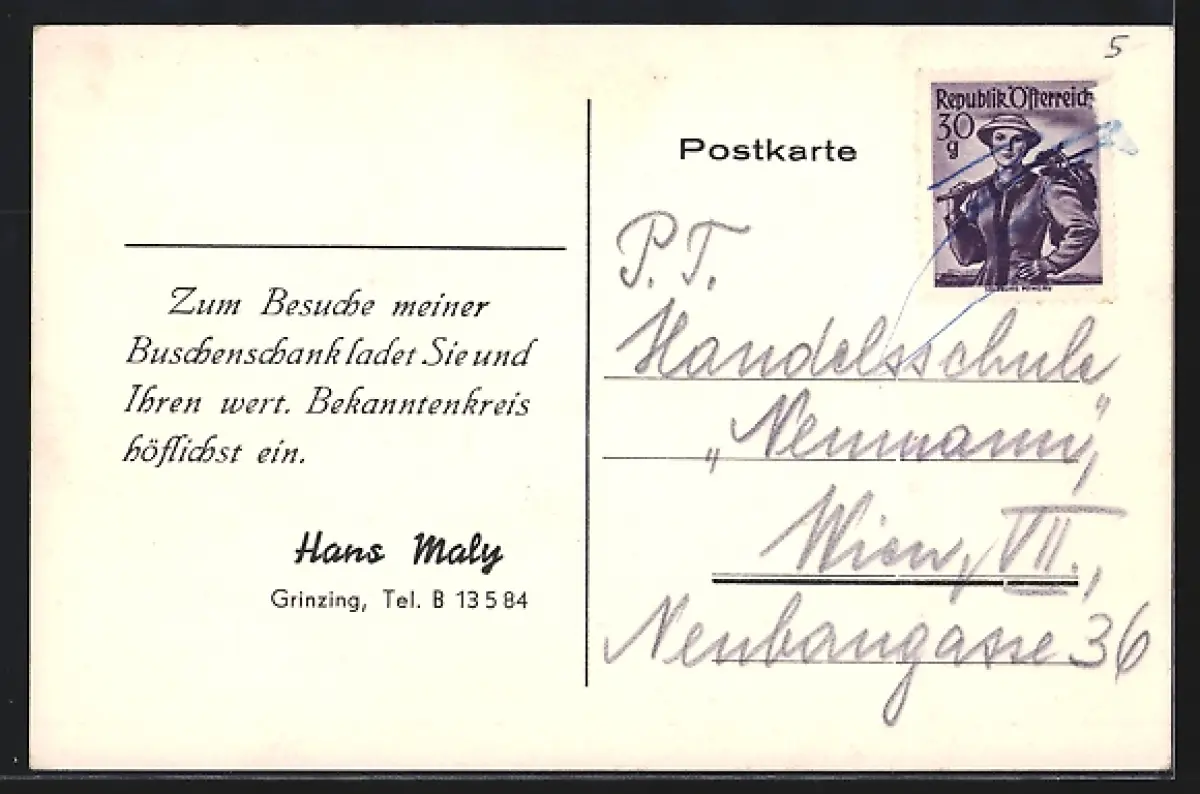 5
Republik Österreich
30
g
Postkarte
Zum Besuche meiner
Buschenschank ladet Sie und
Ihren wert. Bekanntenkreis
höflichst ein.
Hans Maly
Grinzing, Tel. B 13 5 84
P. T.
Handelsschule
„Neumann“,
Wien, VII.,
Neubaugasse 36